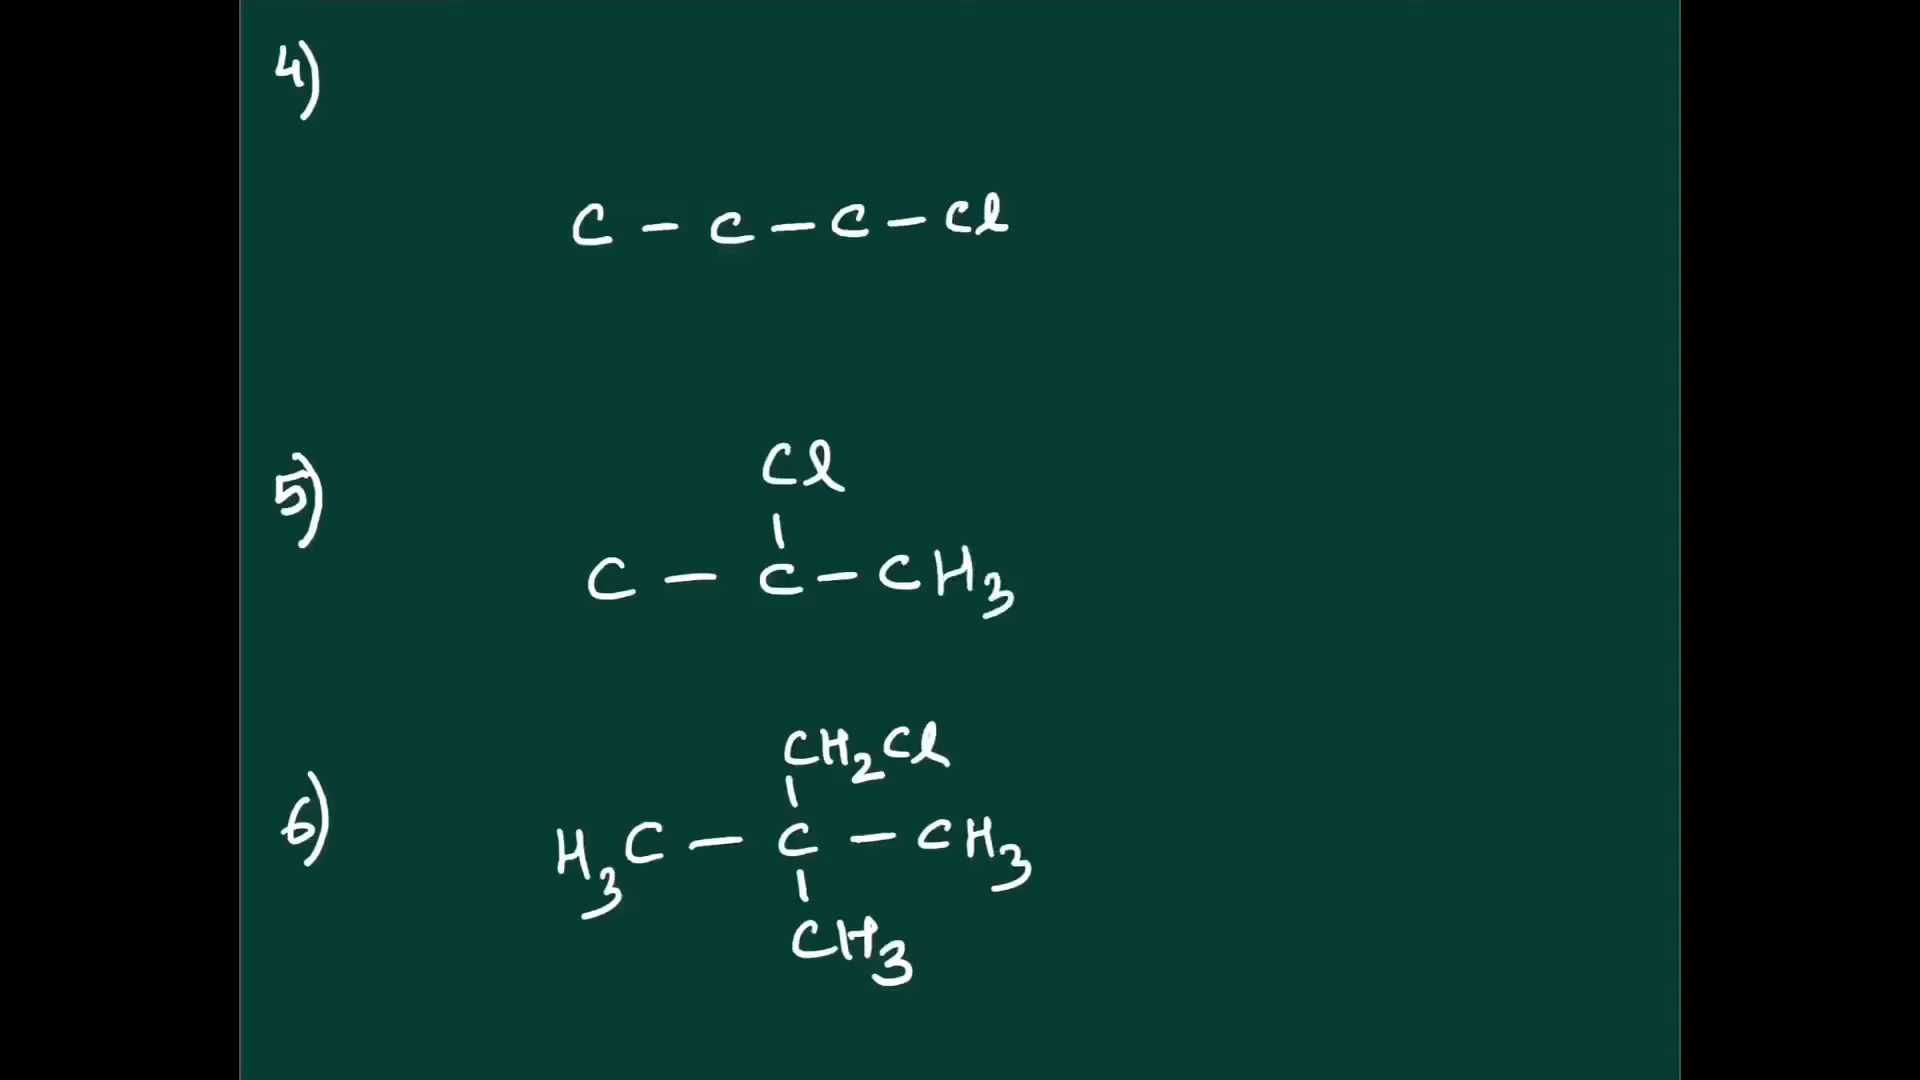 4)
C - C - C - Cl
5)
Cl
C - C - CH3
6)
CH2Cl
H3C - C - CH3
CH3